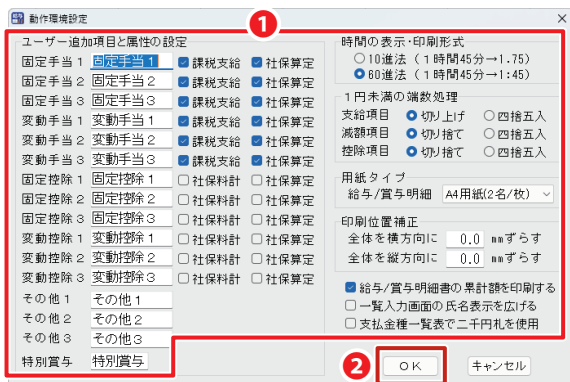 動作環境設定 ×
1
ユーザー追加項目と属性の設定
固定手当1 固定手当1 課税支給 社保算定
固定手当2 固定手当2 課税支給 社保算定
固定手当3 固定手当3 課税支給 社保算定
変動手当1 変動手当1 課税支給 社保算定
変動手当2 変動手当2 課税支給 社保算定
変動手当3 変動手当3 課税支給 社保算定
固定控除1 固定控除1 社保料計 社保算定
固定控除2 固定控除2 社保料計 社保算定
固定控除3 固定控除3 社保料計 社保算定
変動控除1 変動控除1 社保料計 社保算定
変動控除2 変動控除2 社保料計 社保算定
変動控除3 変動控除3 社保料計 社保算定
その他1 その他1
その他2 その他2
その他3 その他3
特別賞与 特別賞与
時間の表示・印刷形式
10進法(1時間45分→1.75)
60進法(1時間45分→1:45)
1円未満の端数処理
支給項目 切り上げ 四捨五入
減額項目 切り捨て 四捨五入
控除項目 切り捨て 四捨五入
用紙タイプ
給与/賞与明細 A4用紙(2名/枚)
印刷位置補正
全体を横方向に 0.0 mmずらす
全体を縦方向に 0.0 mmずらす
給与/賞与明細書の累計額を印刷する
一覧入力画面の氏名表示を広げる
支払金種一覧表で二千円札を使用
2
OK キャンセル